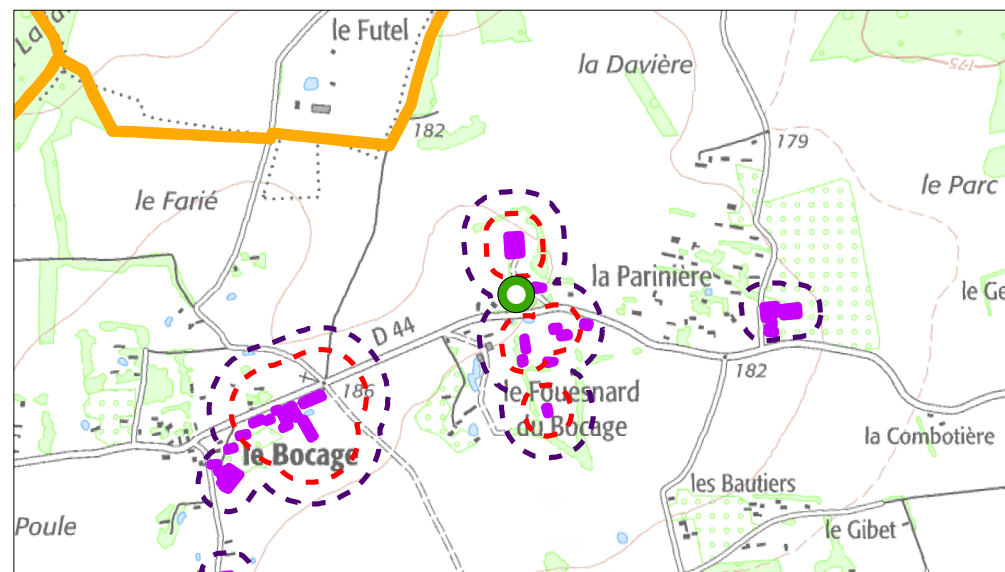 le Futel
la Davière
175
182
179
le Farié
le Parc
la Parinière
le Ge
D 44
186
182
le Fouesnard
du Bocage
la Combotière
le Bocage
les Bautiers
Poule
le Gibet